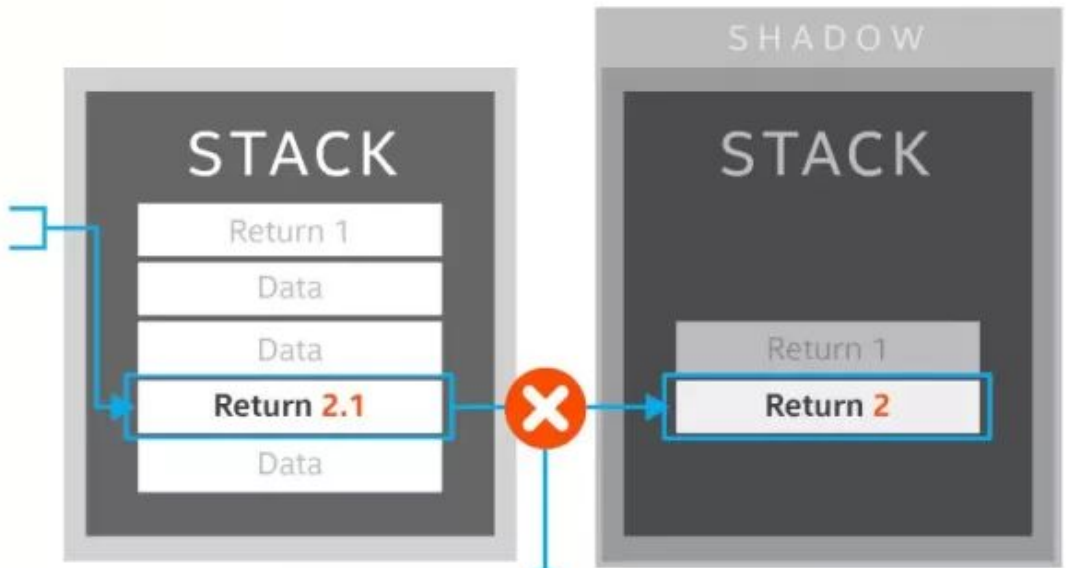 STACK
Return 1
Data
Data
Return 2.1
Data
SHADOW
STACK
Return 1
Return 2